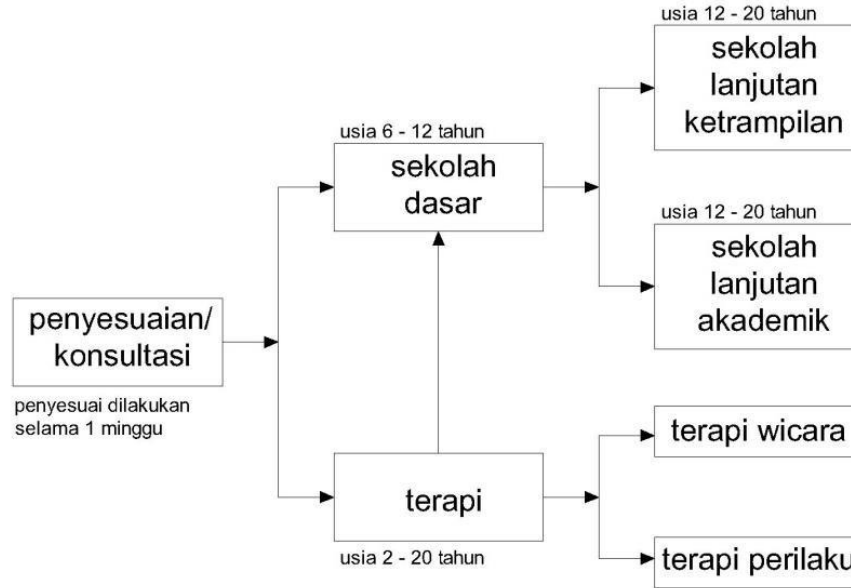 penyesuaian/
konsultasi
penyesuai dilakukan
selama 1 minggu
usia 6 - 12 tahun
sekolah
dasar
terapi
usia 2 - 20 tahun
usia 12 - 20 tahun
sekolah
lanjutan
ketrampilan
usia 12 - 20 tahun
sekolah
lanjutan
akademik
terapi wicara
terapi perilaku